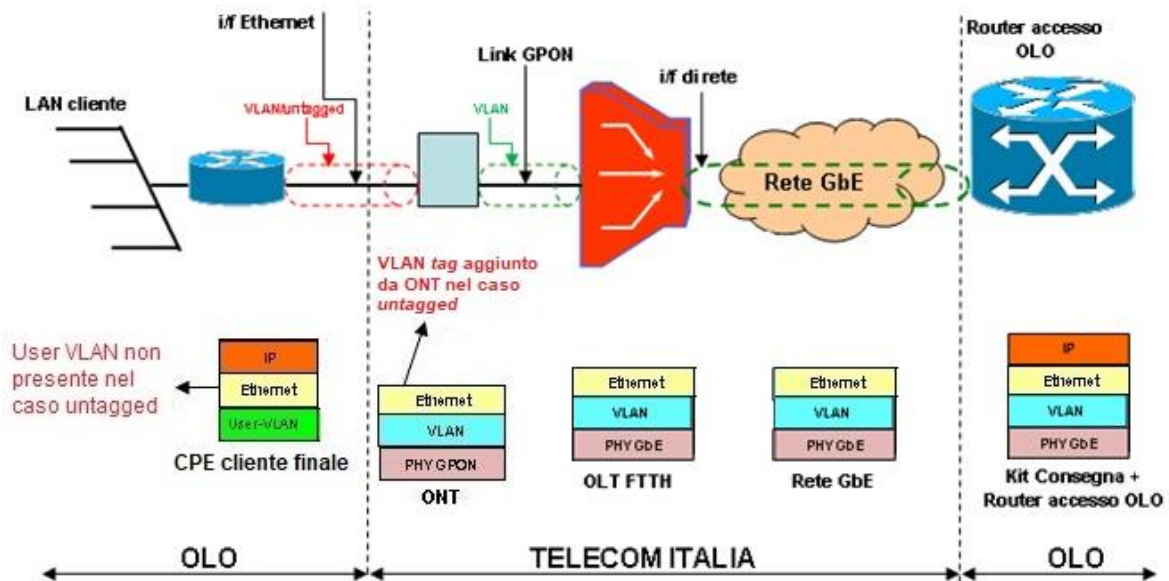 i/f Ethernet
Link GPON
Router accesso
OLO
i/f di rete
LAN cliente
VLAN/untagged
VLAN
Rete GbE
VLAN tag aggiunto
da ONT nel caso
untagged
User VLAN non
presente nel
caso untagged
IP
Ethernet
User-VLAN
CPE cliente finale
Ethernet
VLAN
PHY GPON
ONT
Ethernet
VLAN
PHY GbE
OLT FTTH
Ethernet
VLAN
PHY GbE
Rete GbE
IP
Ethernet
VLAN
PHY GbE
Kit Consegna +
Router accesso OLO
OLO
TELECOM ITALIA
OLO